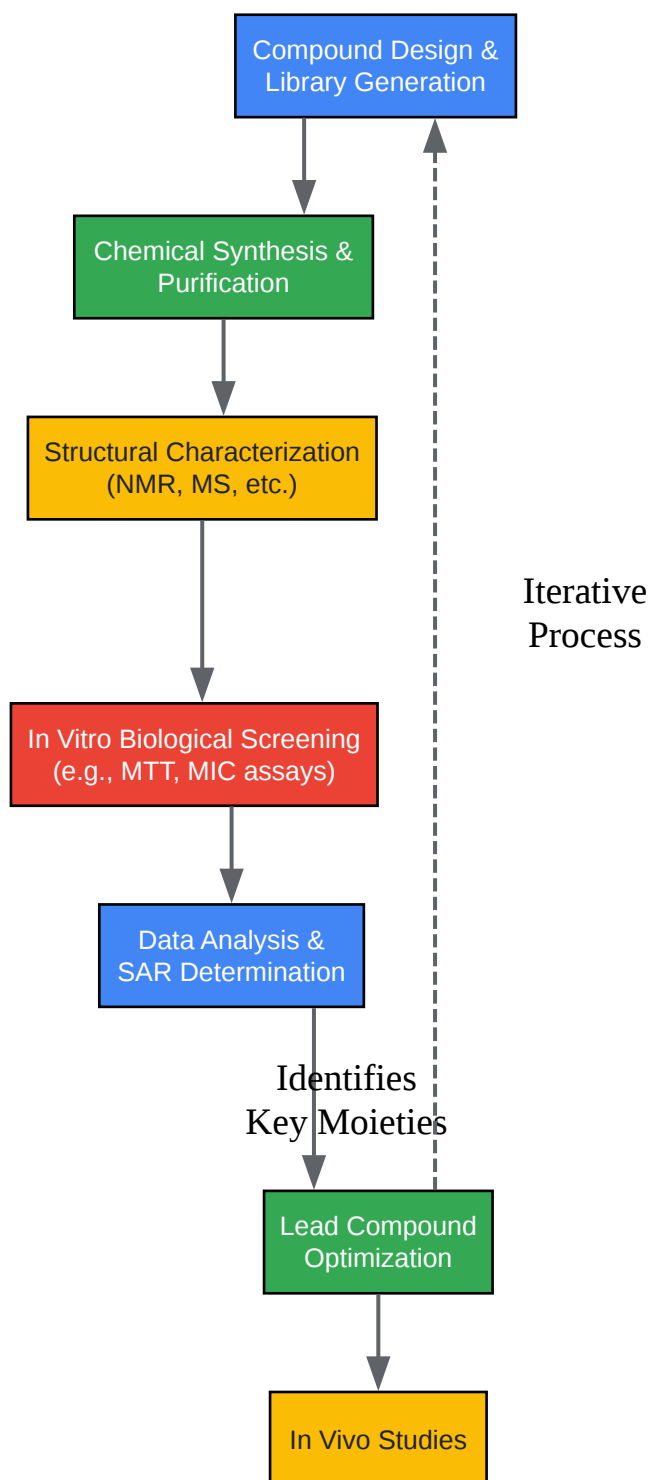 Compound Design &
Library Generation
Chemical Synthesis &
Purification
Structural Characterization
(NMR, MS, etc.)
Iterative
Process
In Vitro Biological Screening
(e.g., MTT, MIC assays)
Data Analysis &
SAR Determination
Identifies
Key Moieties
Lead Compound
Optimization
In Vivo Studies